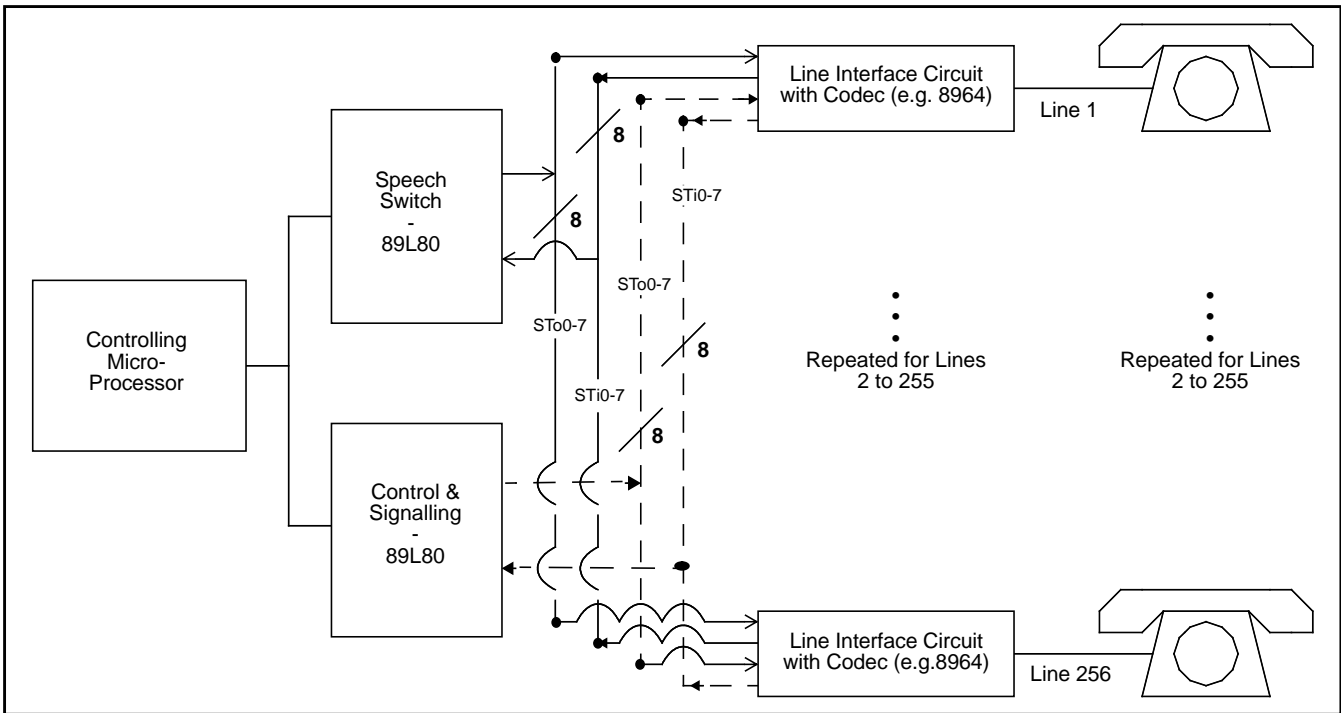 Controlling
Micro-
Processor
Speech
Switch
-
89L80
Control &
Signalling
-
89L80
8
8
STo0-7
STi0-7
STo0-7
8
STi0-7
8
Line Interface Circuit
with Codec (e.g. 8964)
Line 1
Repeated for Lines
2 to 255
Repeated for Lines
2 to 255
Line Interface Circuit
with Codec (e.g.8964)
Line 256